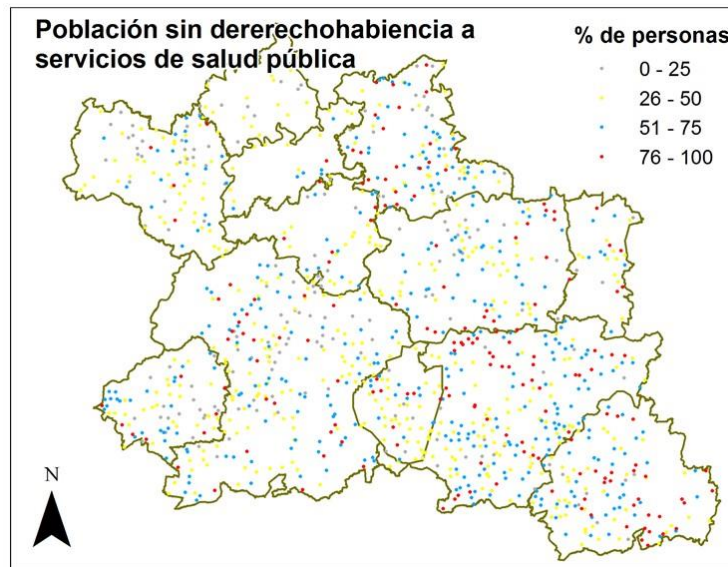 Población sin dererechohabiencia a
servicios de salud pública
% de personas
0 - 25
26 - 50
51 - 75
76 - 100
N